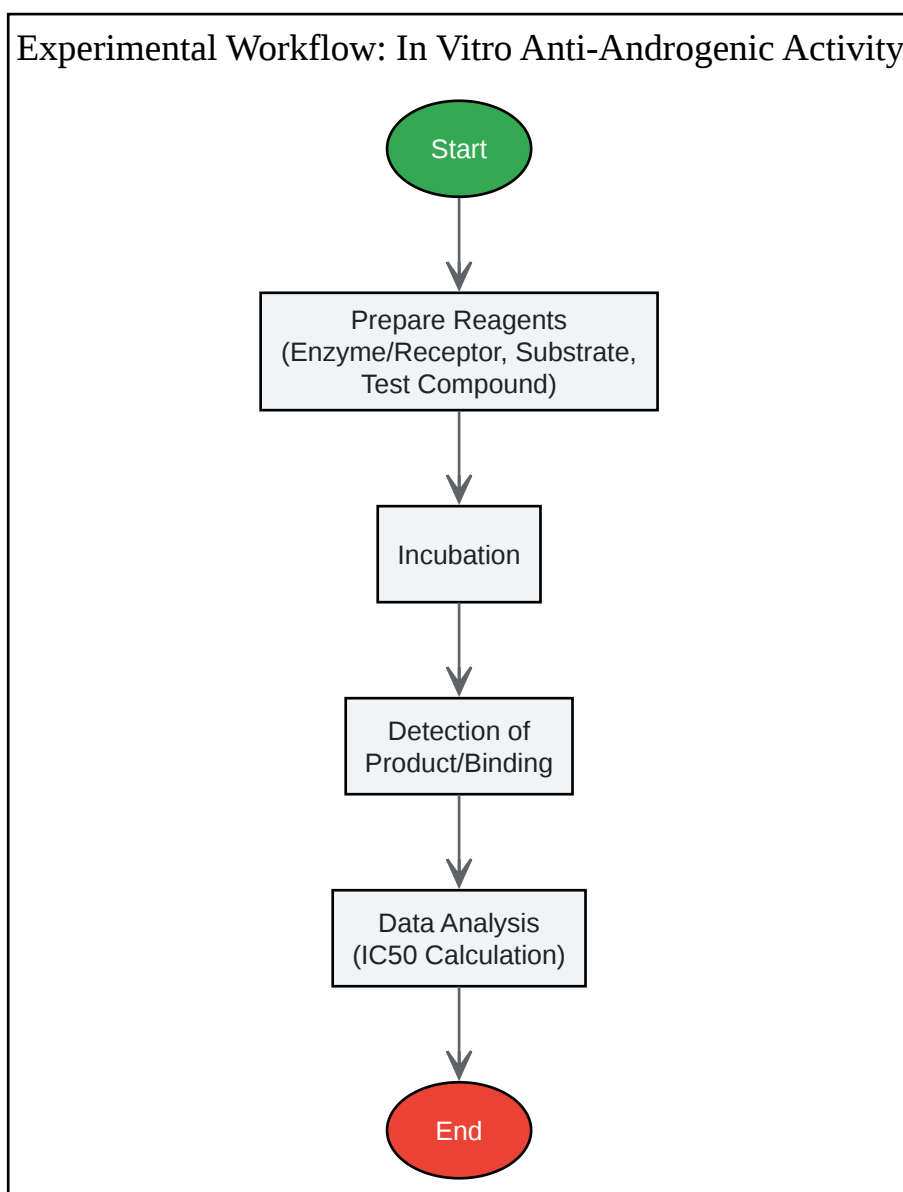 Experimental Workflow: In Vitro Anti-Androgenic Activity
Start
Prepare Reagents
(Enzyme/Receptor, Substrate,
Test Compound)
Incubation
Detection of
Product/Binding
Data Analysis
(IC50 Calculation)
End